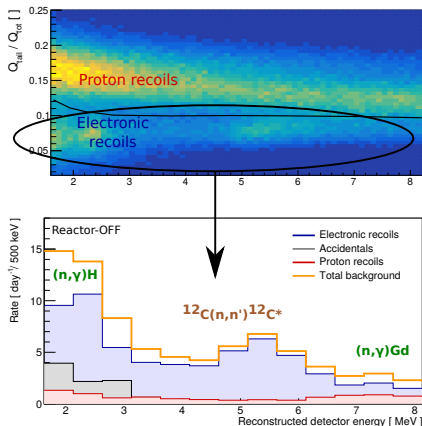 Q_tail / Q_tot [ ]
0.25
0.2
0.15
0.1
0.05
Proton recoils
Electronic
recoils
2 3 4 5 6 7 8
Reactor-OFF
Electronic recoils
Accidentals
Proton recoils
Total background
(n,γ)H
¹²C(n,n')¹²C*
(n,γ)Gd
Rate [ day⁻¹/ 500 keV ]
15
10
5
0
2 3 4 5 6 7 8
Reconstructed detector energy [ MeV ]